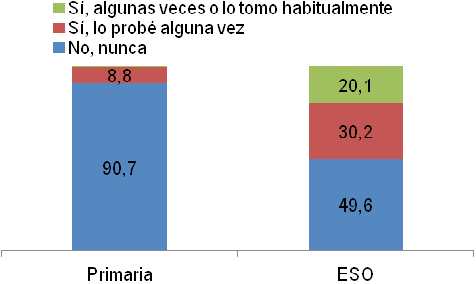 Sí, algunas veces o lo tomo habitualmente
Sí, lo probé alguna vez
No, nunca
8,8
90,7
20,1
30,2
49,6
Primaria
ESO